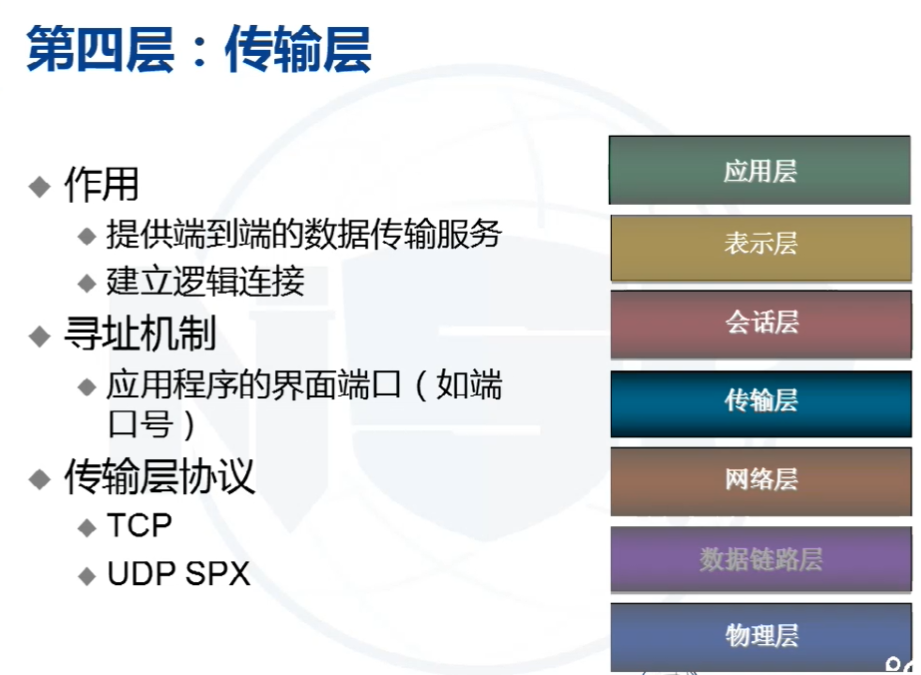 第四层：传输层
作用
提供端到端的数据传输服务
建立逻辑连接
寻址机制
应用程序的界面端口（如端
口号）
传输层协议
TCP
UDP SPX
应用层
表示层
会话层
传输层
网络层
数据链路层
物理层